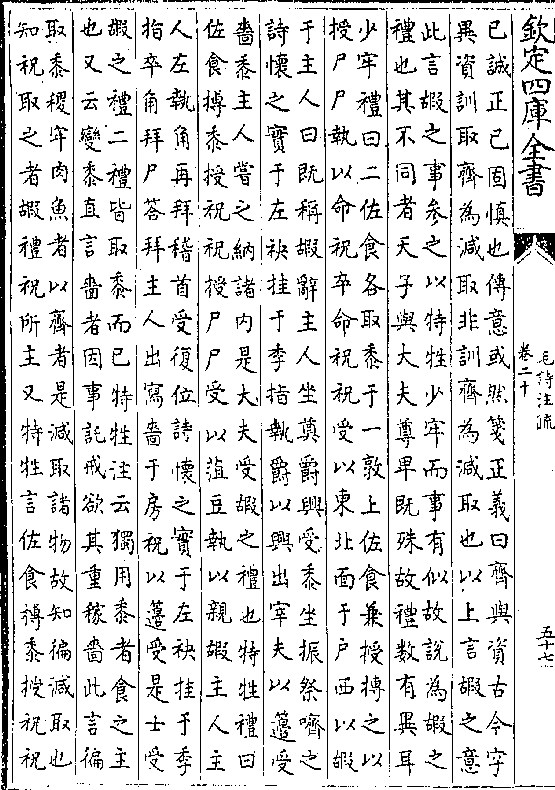 欽定四庫全書
毛詩注疏
卷二十
五十七
已誠正已固慎也傳意或然箋正義曰齊與資古今字
異資訓取齊為減取非訓齊為減取也以上言嘏之意
此言嘏之事參之以特牲少牢而事有似故說為嘏之
禮也其不同者天子與大夫尊卑既殊故禮數有異耳
少牢禮曰二佐食各取黍于一敦上佐食兼授摶之以
授尸尸執以命祝卒命祝祝受以東北面于戶西以嘏
于主人曰既稱嘏辭主人坐奠爵興受黍坐振祭嚌之
詩懷之實于左袂挂于季指執爵以興出宰夫以籩受
嗇黍主人嘗之納諸內是大夫受嘏之禮也特牲禮曰
佐食摶黍授祝祝授尸尸受以菹豆執以親嘏主人主
人左執角再拜稽首受復位詩懷之實于左袂挂于季
指卒角拜尸答拜主人出寫嗇于房祝以籩受是士受
嘏之禮二禮皆取黍而已特牲注云獨用黍者食之主
也又云變黍直言嗇者因事託戒欲其重稼嗇此言徧
取黍稷牢肉魚者以齊者是減取諸物故知徧減取也
知祝取之者嘏禮祝所主又特牲言佐食摶黍授祝祝